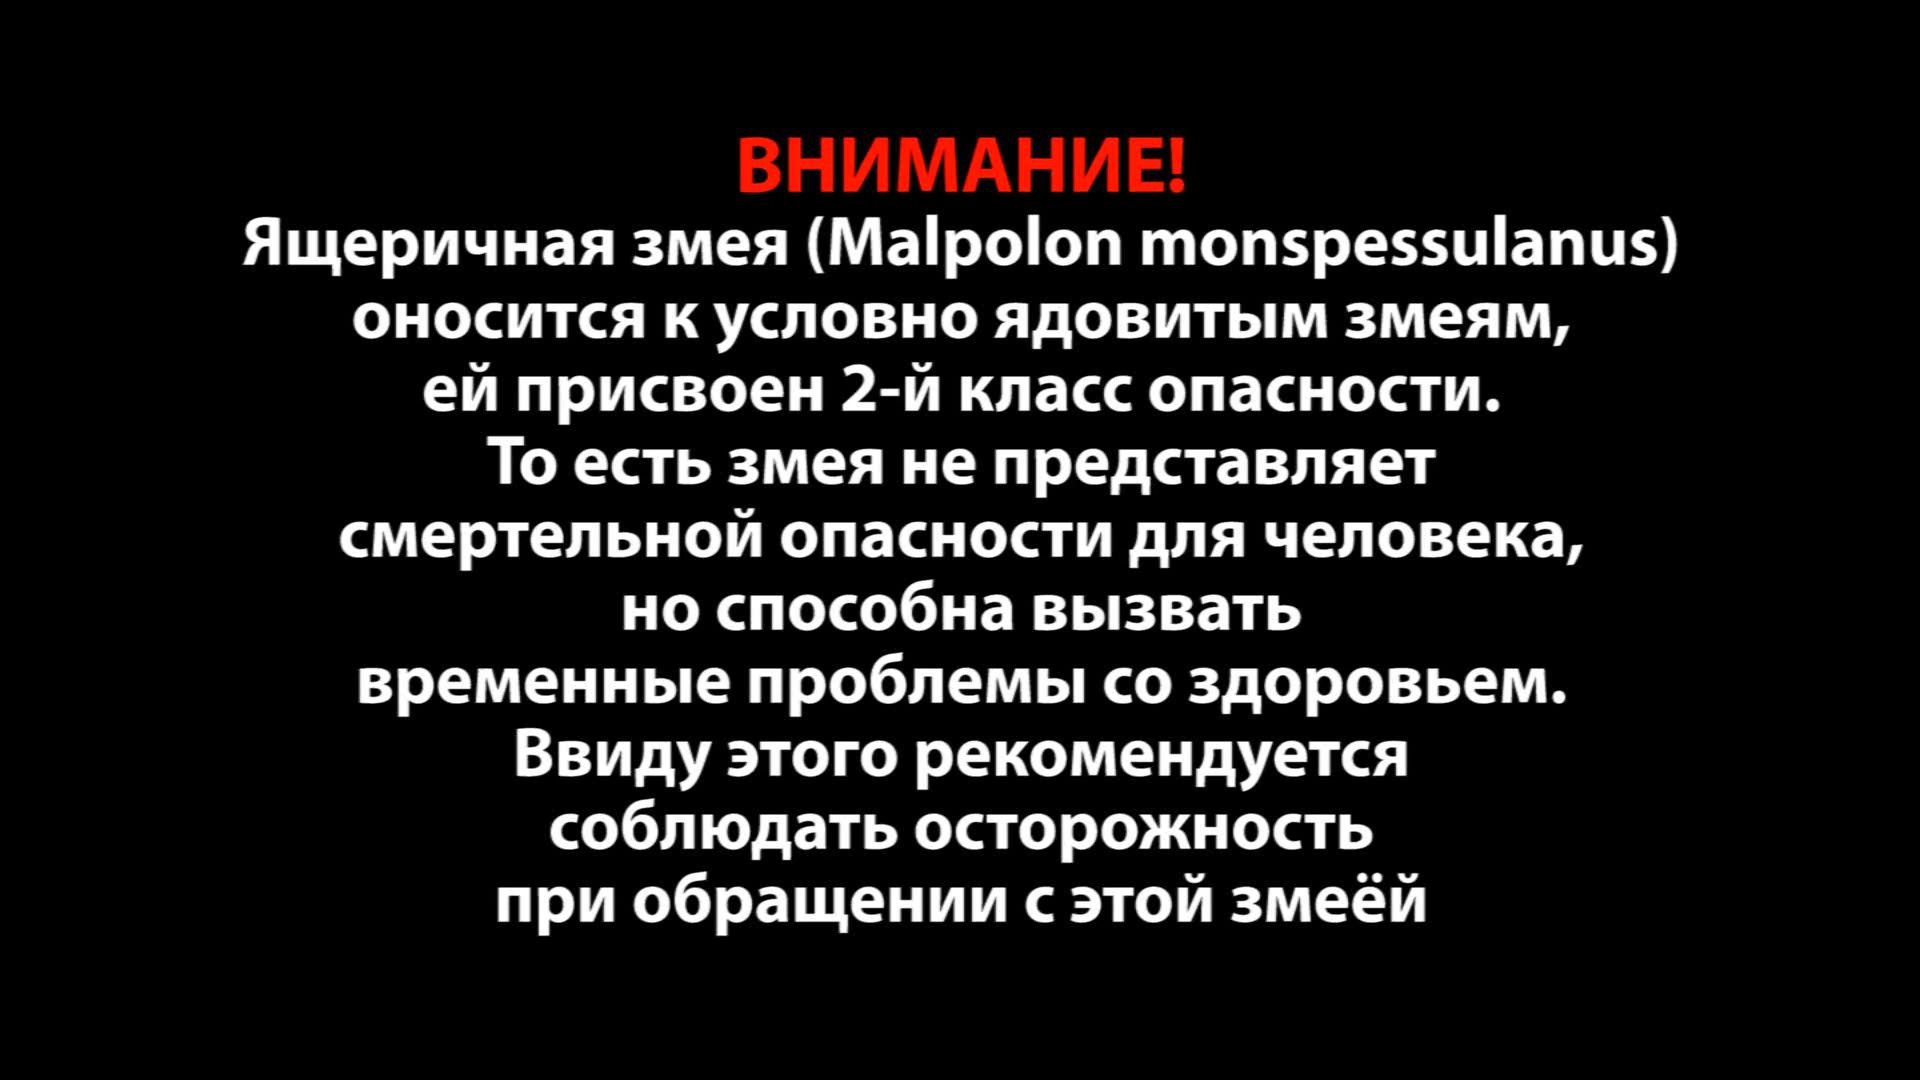 ВНИМАНИЕ!
Ящеричная змея (Malpolon monspessulanus)
оносится к условно ядовитым змеям,
ей присвоен 2-й класс опасности.
То есть змея не представляет
смертельной опасности для человека,
но способна вызвать
временные проблемы со здоровьем.
Ввиду этого рекомендуется
соблюдать осторожность
при обращении с этой змеёй